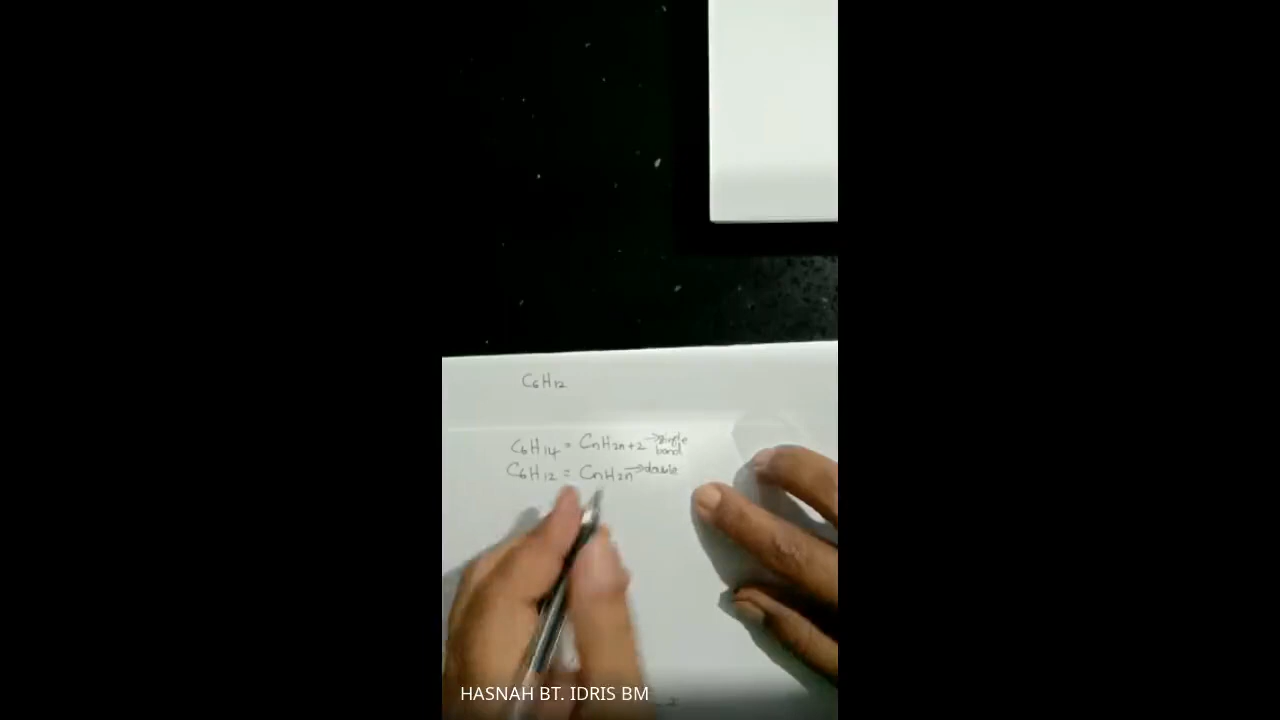 C₆H₁₂
C₆H₁₄ = CₙH₂ₙ₊₂ → single bond
C₆H₁₂ = CₙH₂ₙ → double
HASNAH BT. IDRIS BM